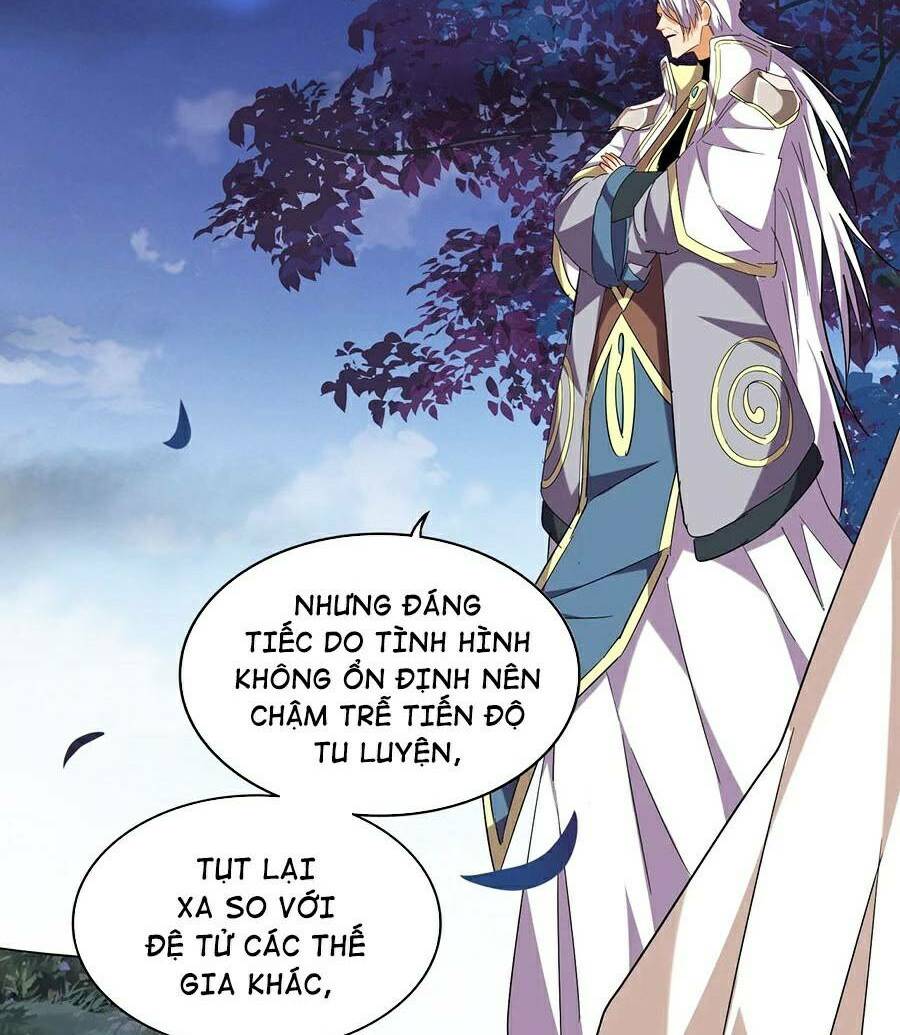 NHƯNG ĐÁNG
TIẾC DO TÌNH HÌNH
KHÔNG ỔN ĐỊNH NÊN
CHẬM TRỄ TIẾN ĐỘ
TU LUYỆN,
TỤT LẠI
XA SO VỚI
ĐỆ TỬ CÁC THẾ
GIA KHÁC,